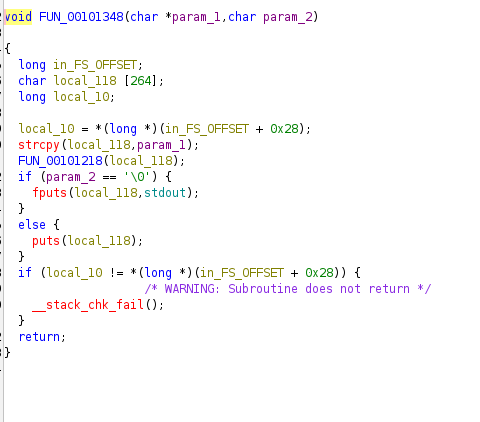 void FUN_00101348(char *param_1,char param_2)
{
long in_FS_OFFSET;
char local_118 [264];
long local_10;
local_10 = *(long *)(in_FS_OFFSET + 0x28);
strcpy(local_118,param_1);
FUN_00101218(local_118);
if (param_2 == '\0') {
fputs(local_118,stdout);
}
else {
puts(local_118);
}
if (local_10 != *(long *)(in_FS_OFFSET + 0x28)) {
/* WARNING: Subroutine does not return */
__stack_chk_fail();
}
return;
}